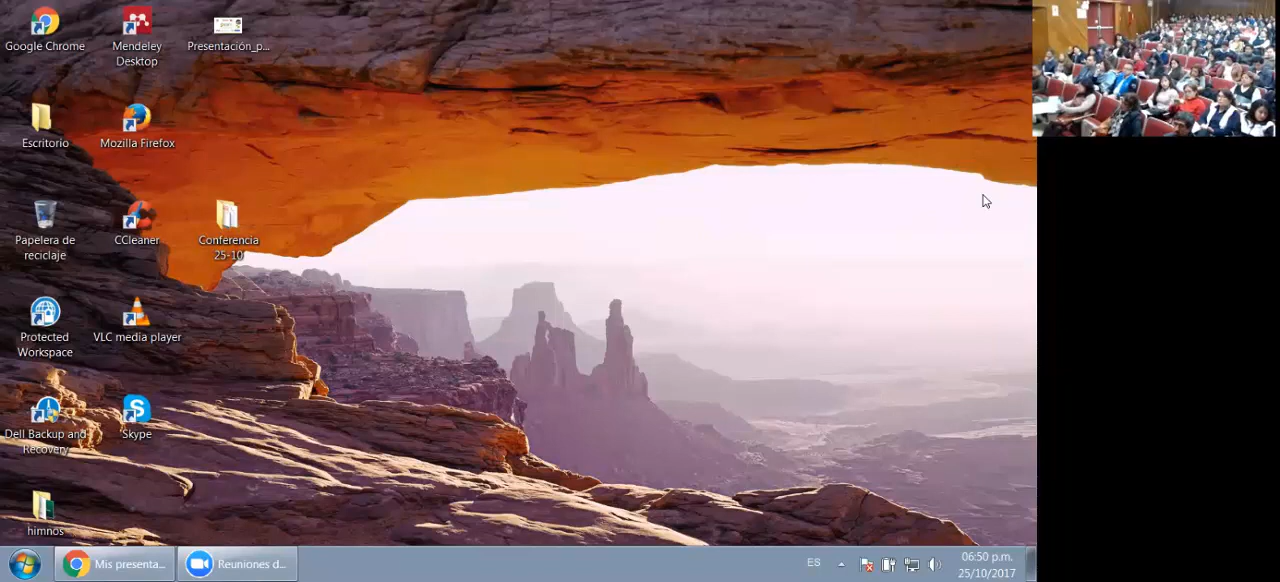 Google Chrome
Mendeley
Desktop
Presentación_p...
Escritorio
Mozilla Firefox
Papelera de
reciclaje
CCleaner
Conferencia
25-10
Protected
Workspace
VLC media player
Dell Backup and
Recovery
Skype
himnos
Mis presenta...
Reuniones d...
ES
06:50 p.m.
25/10/2017